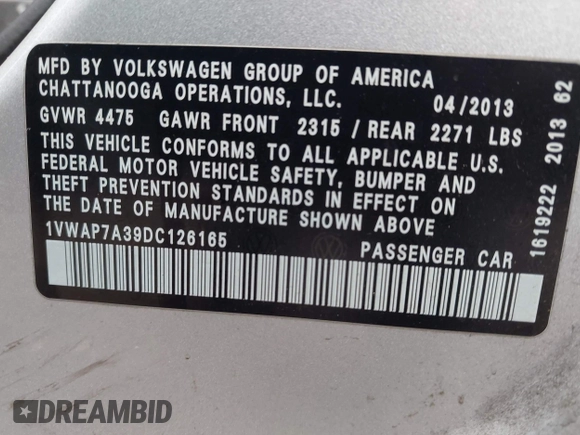 MFD BY VOLKSWAGEN GROUP OF AMERICA
CHATTANOOGA OPERATIONS, LLC. 04/2013
GVWR 4475 GAWR FRONT 2315 / REAR 2271 LBS
THIS VEHICLE CONFORMS TO ALL APPLICABLE U.S.
FEDERAL MOTOR VEHICLE SAFETY, BUMPER AND
THEFT PREVENTION STANDARDS IN EFFECT ON
THE DATE OF MANUFACTURE SHOWN ABOVE
1VWAP7A39DC126165 PASSENGER CAR
1619222 2013 62
DREAMBID